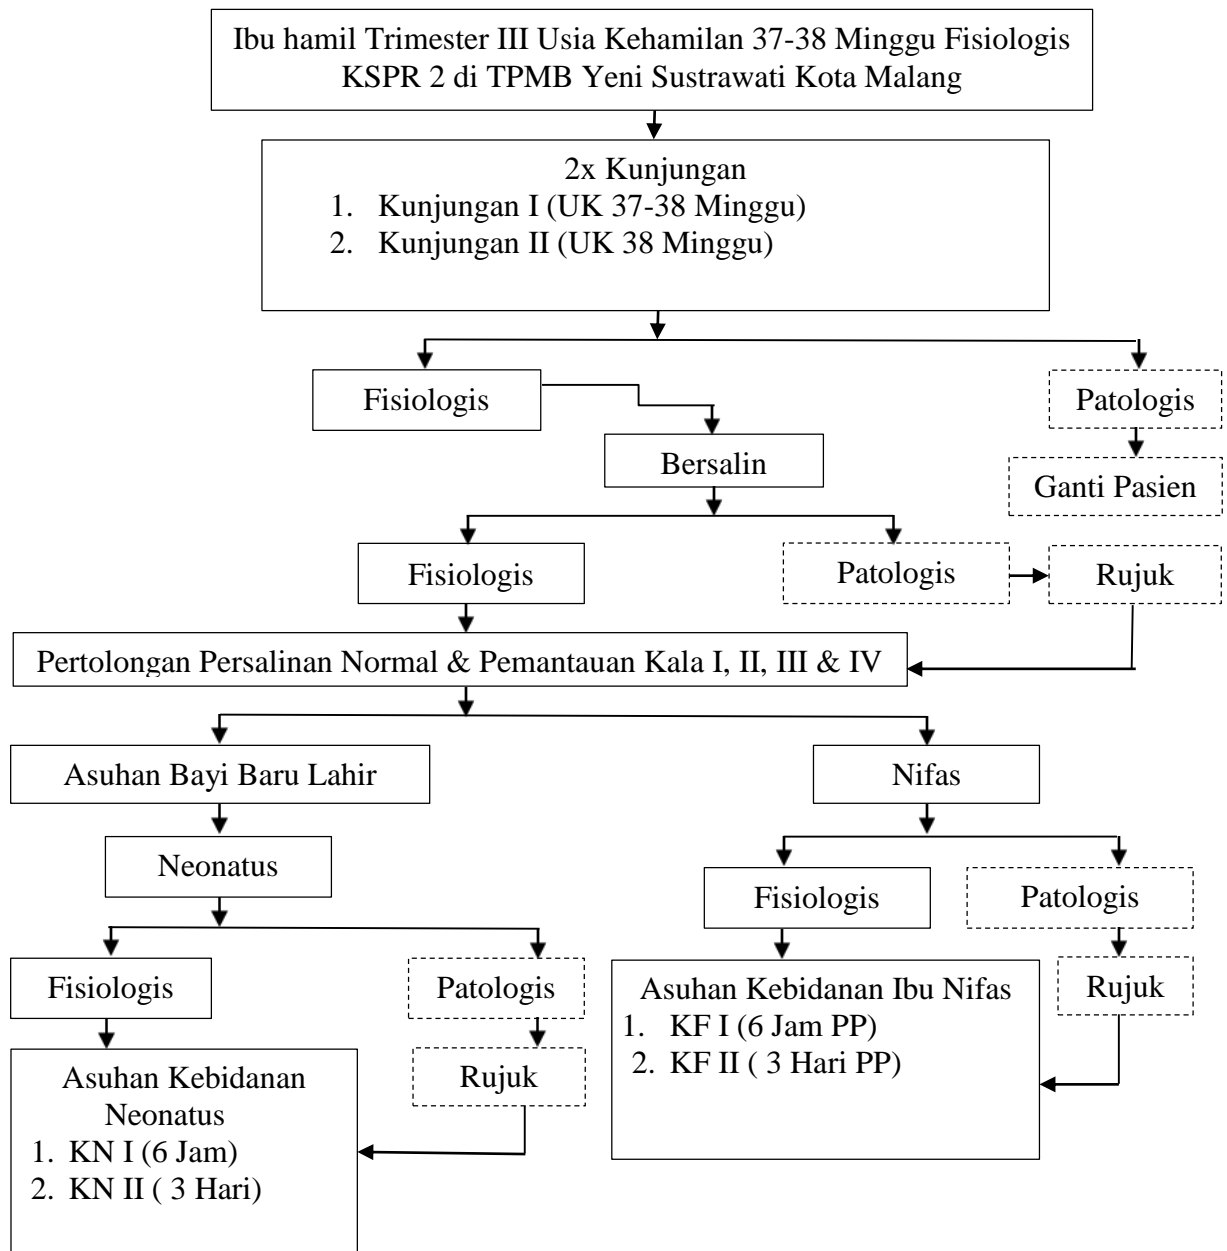 Ibu hamil Trimester III Usia Kehamilan 37-38 Minggu Fisiologis
KSPR 2 di TPMB Yeni Sustrawati Kota Malang
2x Kunjungan
1. Kunjungan I (UK 37-38 Minggu)
2. Kunjungan II (UK 38 Minggu)
Fisiologis
Patologis
Bersalin
Ganti Pasien
Fisiologis
Patologis
Rujuk
Pertolongan Persalinan Normal & Pemantauan Kala I, II, III & IV
Asuhan Bayi Baru Lahir
Nifas
Neonatus
Fisiologis
Patologis
Fisiologis
Patologis
Asuhan Kebidanan Ibu Nifas
1. KF I (6 Jam PP)
2. KF II ( 3 Hari PP)
Rujuk
Asuhan Kebidanan
Neonatus
1. KN I (6 Jam)
2. KN II ( 3 Hari)
Rujuk